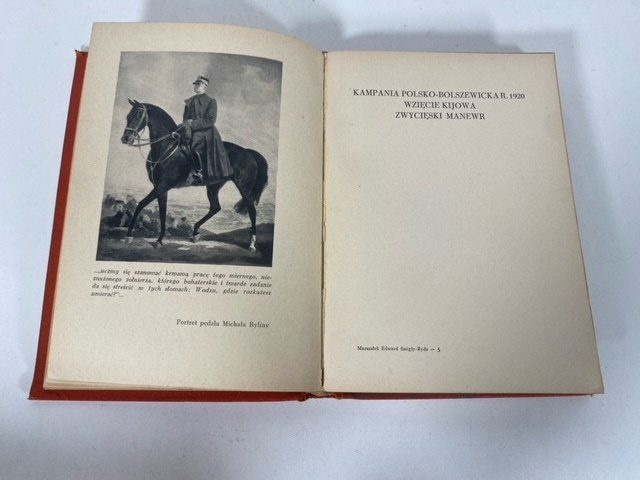 „...uczmy się szanować krwawą pracę tego wiernego, nie-
znużonego żołnierza, którego bohaterskie i twarde zadanie
da się streścić w tych słowach: Wodzu, gdzie rozkażesz
umierać?"...
Portret pędzla Michała Byliny
KAMPANIA POLSKO-BOLSZEWICKA R. 1920
WZIĘCIE KIJOWA
ZWYCIĘSKI MANEWR
Marszałek Edward Śmigły-Rydz — 5